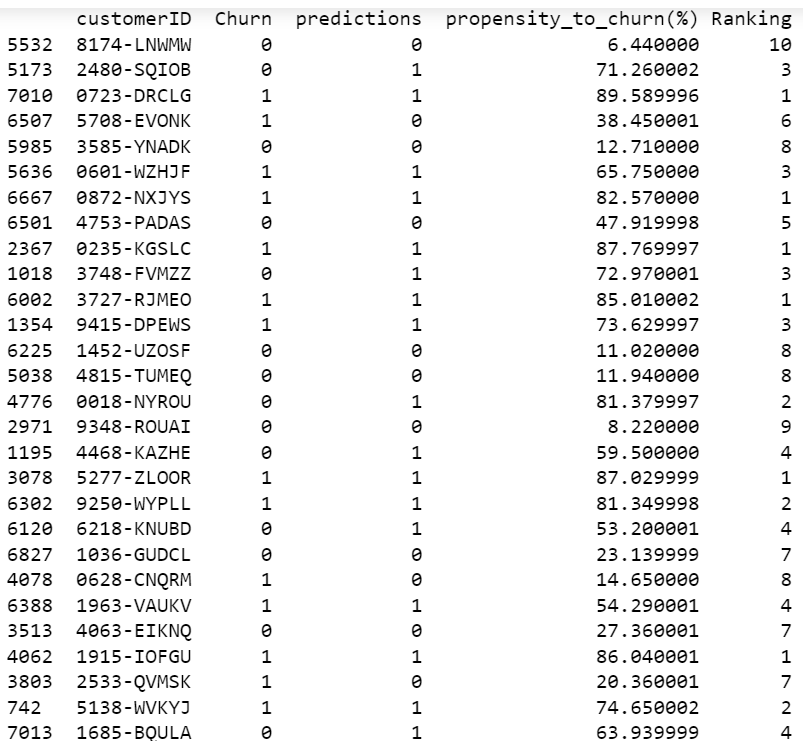 customerID Churn predictions propensity_to_churn(%) Ranking
5532 8174-LNWMW 0 0 6.440000 10
5173 2480-SQIOB 0 1 71.260002 3
7010 0723-DRCLG 1 1 89.589996 1
6507 5708-EVONK 1 0 38.450001 6
5985 3585-YNADK 0 0 12.710000 8
5636 0601-WZHJF 1 1 65.750000 3
6667 0872-NXJYS 1 1 82.570000 1
6501 4753-PADAS 0 0 47.919998 5
2367 0235-KGSLC 1 1 87.769997 1
1018 3748-FVMZZ 0 1 72.970001 3
6002 3727-RJMEO 1 1 85.010002 1
1354 9415-DPEWS 1 1 73.629997 3
6225 1452-UZOSF 0 0 11.020000 8
5038 4815-TUMEQ 0 0 11.940000 8
4776 0018-NYROU 0 1 81.379997 2
2971 9348-ROUAI 0 0 8.220000 9
1195 4468-KAZHE 0 1 59.500000 4
3078 5277-ZLOOR 1 1 87.029999 1
6302 9250-WYPLL 1 1 81.349998 2
6120 6218-KNUBD 0 1 53.200001 4
6827 1036-GUDCL 0 0 23.139999 7
4078 0628-CNQRM 1 0 14.650000 8
6388 1963-VAUKV 1 1 54.290001 4
3513 4063-EIKNQ 0 0 27.360001 7
4062 1915-IOFGU 1 1 86.040001 1
3803 2533-QVMSK 1 0 20.360001 7
742 5138-WVKYJ 1 1 74.650002 2
7013 1685-BQULA 0 1 63.939999 4